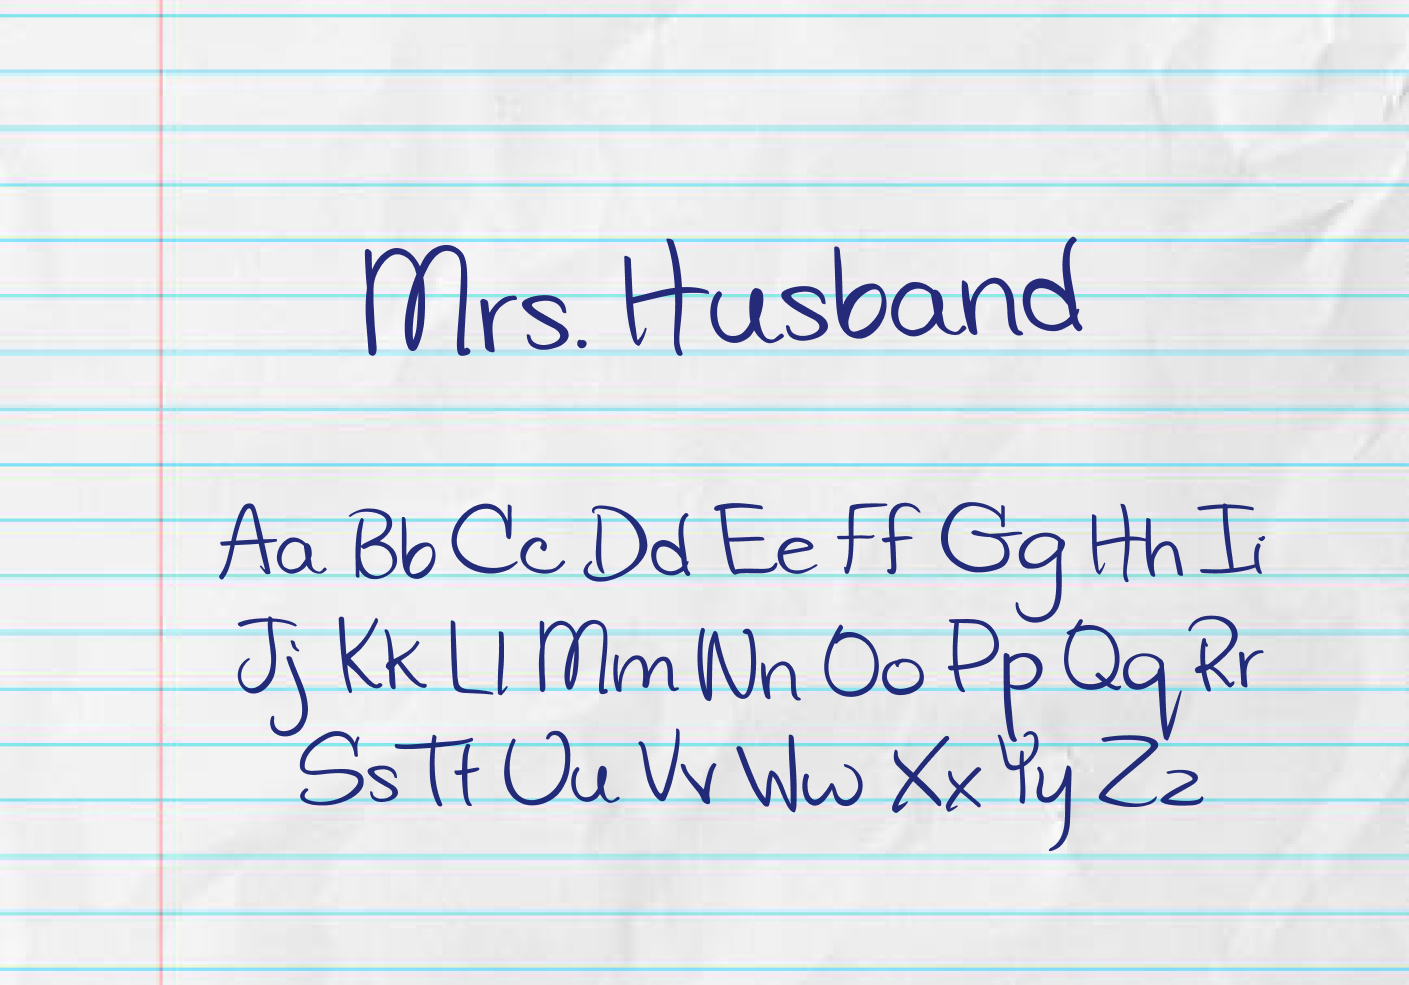 Mrs. Husband
Aa Bb Cc Dd Ee Ff Gg Hh Ii
Jj Kk Ll Mm Nn Oo Pp Qq Rr
Ss Tt Uu Vv Ww Xx Yy Zz